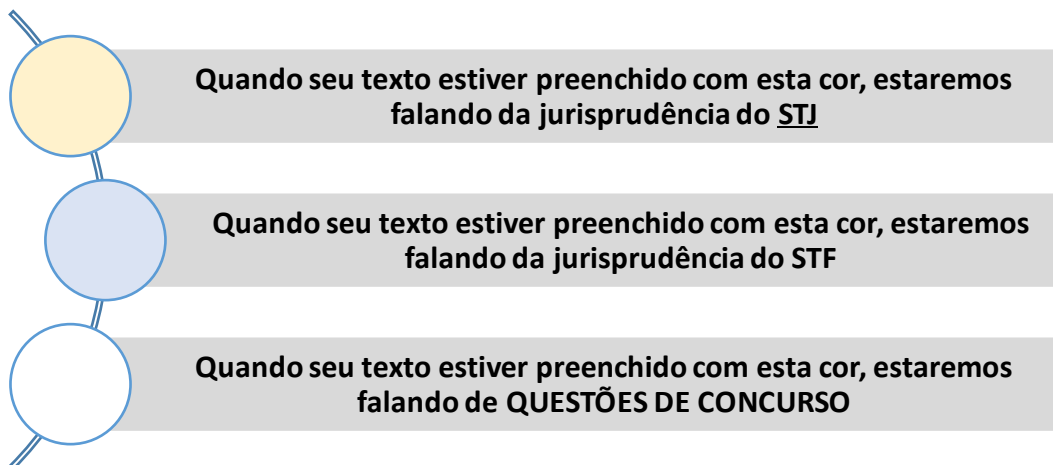 Quando seu texto estiver preenchido com esta cor, estaremos
falando da jurisprudência do STJ
Quando seu texto estiver preenchido com esta cor, estaremos
falando da jurisprudência do STF
Quando seu texto estiver preenchido com esta cor, estaremos
falando de QUESTÕES DE CONCURSO